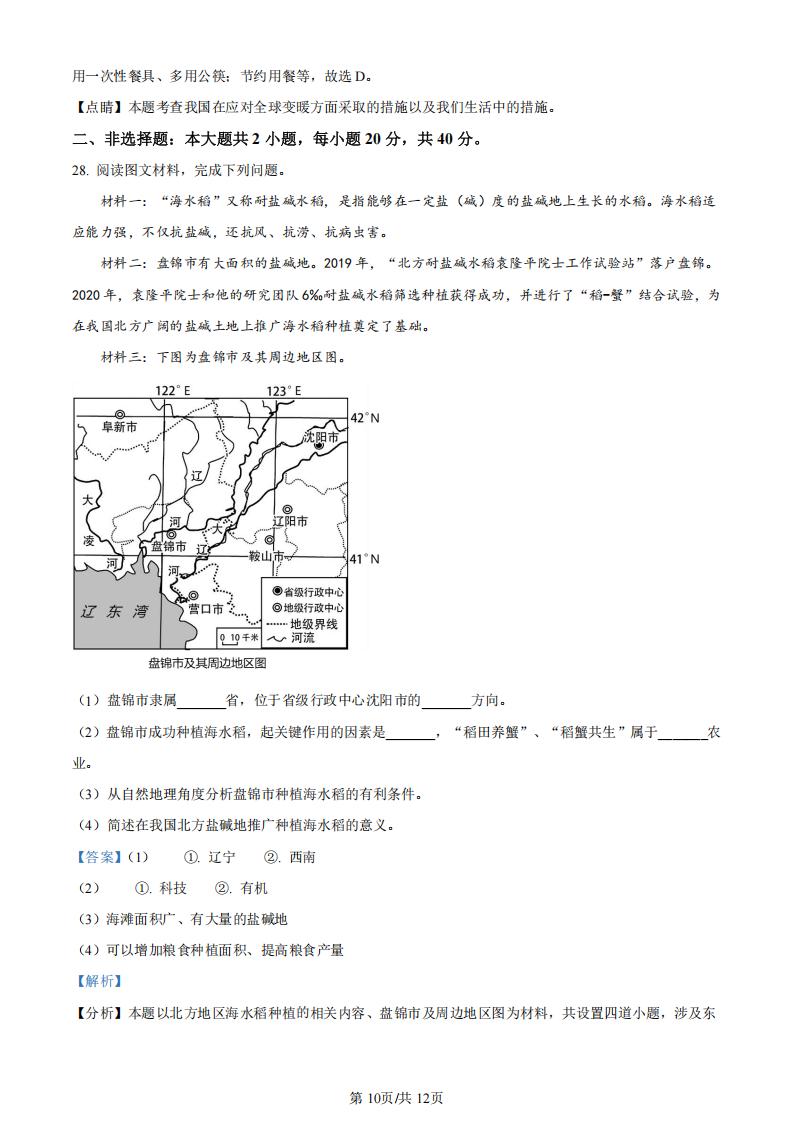 用一次性餐具、多用公筷；节约用餐等，故选 D。
【点睛】本题考查我国在应对全球变暖方面采取的措施以及我们生活中的措施。
二、非选择题：本大题共 2 小题，每小题 20 分，共 40 分。
28. 阅读图文材料，完成下列问题。
材料一：“海水稻”又称耐盐碱水稻，是指能够在一定盐（碱）度的盐碱地上生长的水稻。海水稻适
应能力强，不仅抗盐碱，还抗风、抗涝、抗病虫害。
材料二：盘锦市有大面积的盐碱地。2019 年，“北方耐盐碱水稻袁隆平院士工作试验站”落户盘锦。
2020 年，袁隆平院士和他的研究团队 6‰耐盐碱水稻筛选种植获得成功，并进行了“稻-蟹”结合试验，为
在我国北方广阔的盐碱土地上推广海水稻种植奠定了基础。
材料三：下图为盘锦市及其周边地区图。
122°E 123°E
42°N
阜新市
沈阳市
辽
大
河 大 辽阳市
凌 盘锦市 辽 鞍山市 41°N
河 河
辽东湾 营口市
省级行政中心
地级行政中心
地级界线
0 10 千米 河流
盘锦市及其周边地区图
（1）盘锦市隶属_______省，位于省级行政中心沈阳市的_______方向。
（2）盘锦市成功种植海水稻，起关键作用的因素是_______，“稻田养蟹”、“稻蟹共生”属于_______农
业。
（3）从自然地理角度分析盘锦市种植海水稻的有利条件。
（4）简述在我国北方盐碱地推广种植海水稻的意义。
【答案】（1） ①. 辽宁 ②. 西南
（2） ①. 科技 ②. 有机
（3）海滩面积广、有大量的盐碱地
（4）可以增加粮食种植面积、提高粮食产量
【解析】
【分析】本题以北方地区海水稻种植的相关内容、盘锦市及周边地区图为材料，共设置四道小题，涉及东
第 10页/共 12页